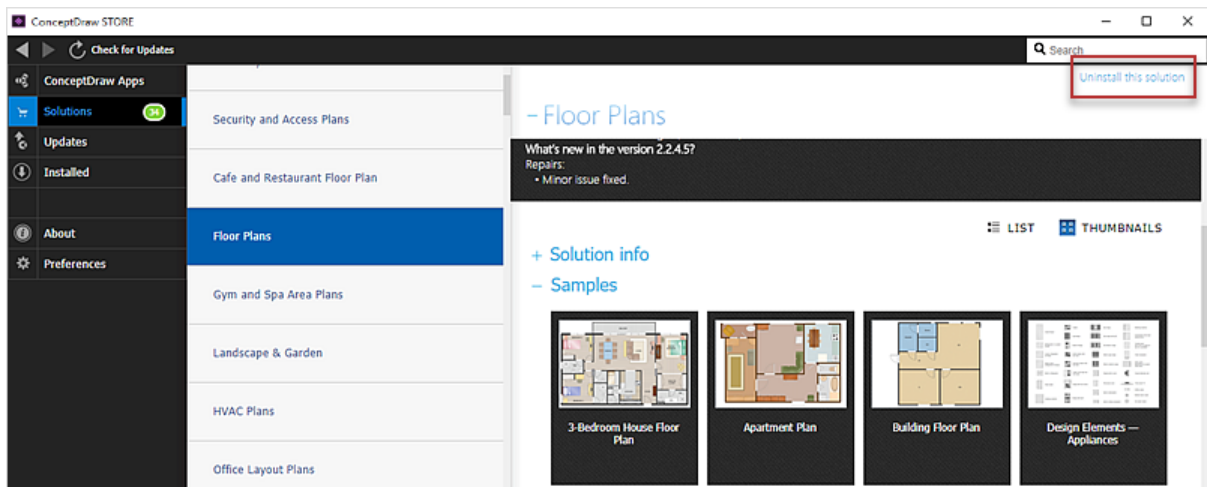 ConceptDraw STORE
Check for Updates
Search
Uninstall this solution
ConceptDraw Apps
Solutions
34
Updates
Installed
About
Preferences
Security and Access Plans
Cafe and Restaurant Floor Plan
Floor Plans
Gym and Spa Area Plans
Landscape & Garden
HVAC Plans
Office Layout Plans
– Floor Plans
What's new in the version 2.2.4.5?
Repairs:
• Minor issue fixed.
LIST
THUMBNAILS
+ Solution info
– Samples
3-Bedroom House Floor
Plan
Apartment Plan
Building Floor Plan
Design Elements —
Appliances